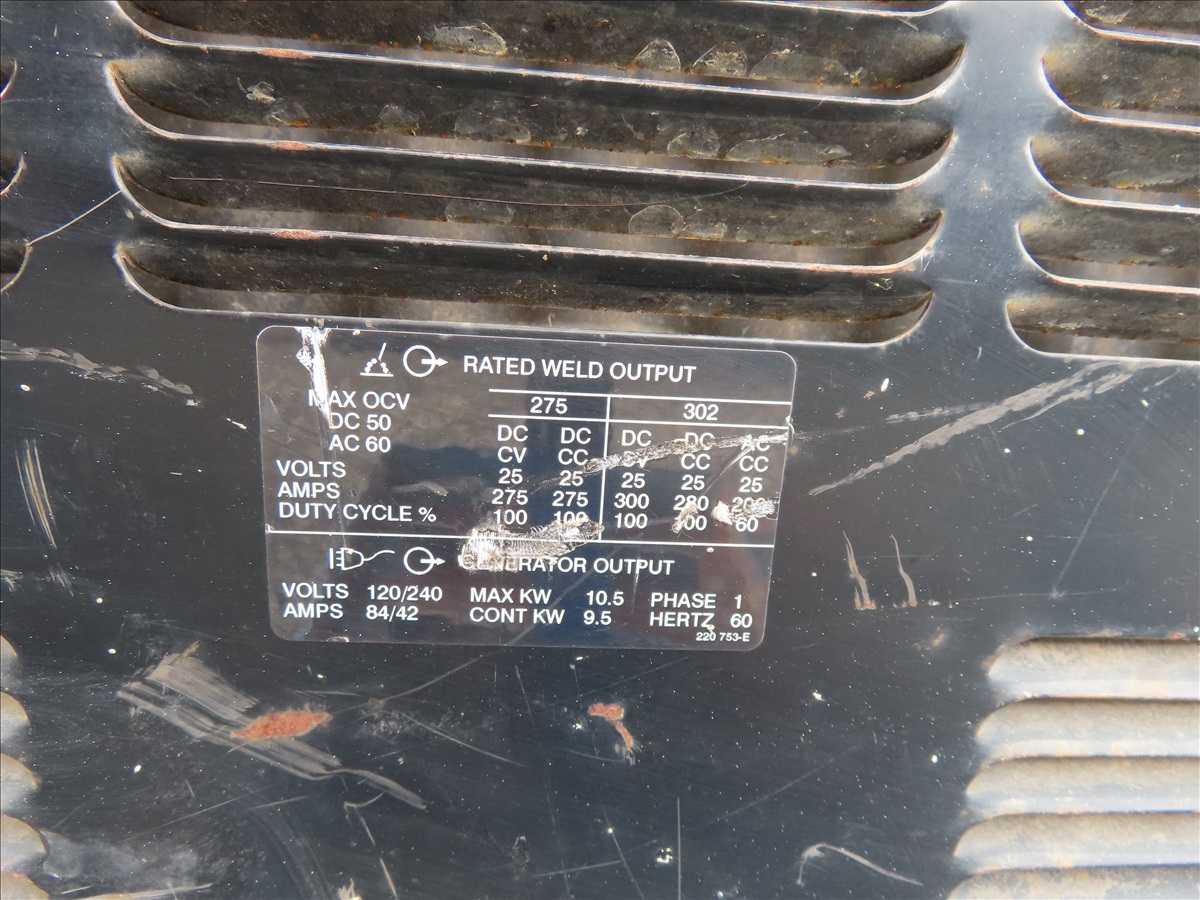 RATED WELD OUTPUT
MAX OCV 275 302
DC 50 DC DC DC DC AC
AC 60 CV CC CV CC CC
VOLTS 25 25 25 25 25
AMPS 275 275 300 280
DUTY CYCLE % 100 100 100 60
GENERATOR OUTPUT
VOLTS 120/240 MAX KW 10.5 PHASE 1
AMPS 84/42 CONT KW 9.5 HERTZ 60
220 753-E